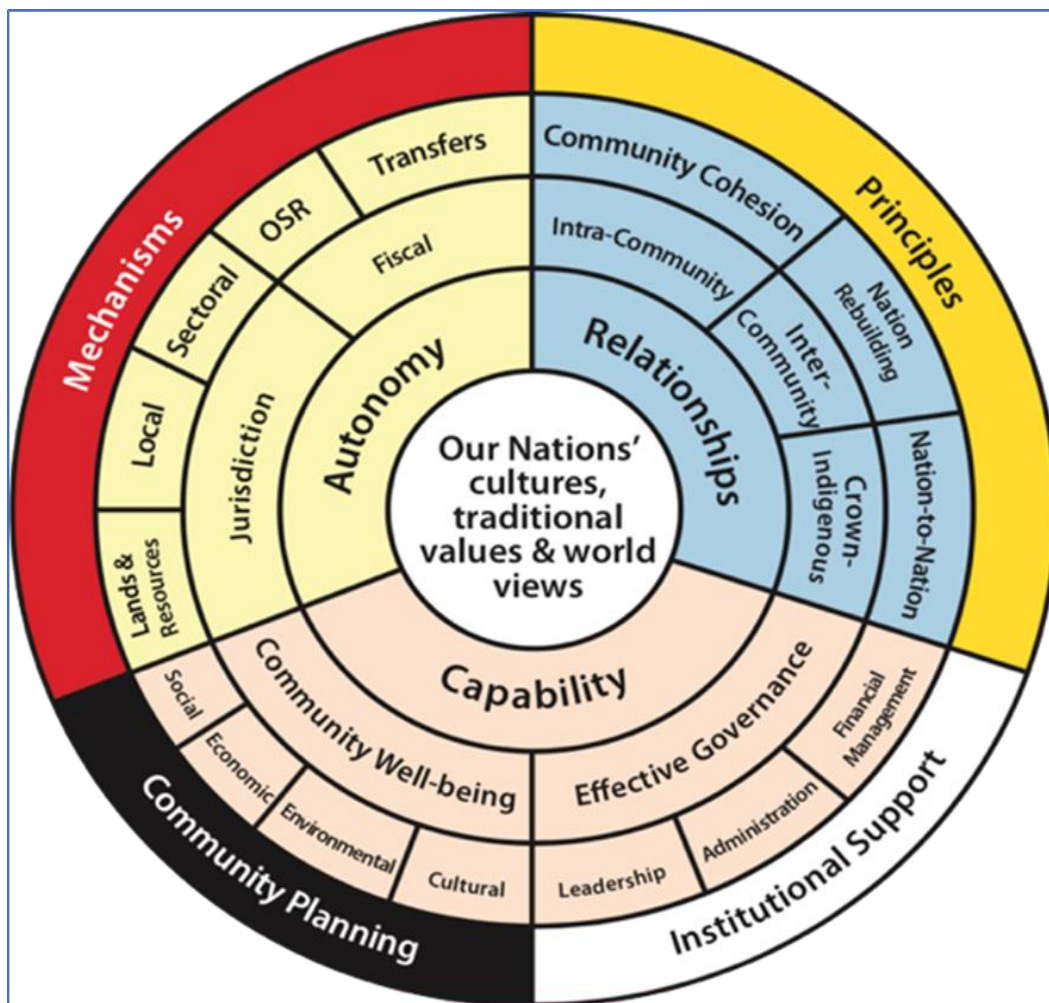 Mechanisms
Principles
Community Planning
Institutional Support
Transfers
OSR
Sectoral
Local
Lands &
Resources
Fiscal
Jurisdiction
Autonomy
Community Cohesion
Nation
Rebuilding
Nation-to-Nation
Intra-Community
Inter-
Community
Crown-
Indigenous
Relationships
Our Nations'
cultures,
traditional
values & world
views
Capability
Community Well-being
Effective Governance
Social
Economic
Environmental
Cultural
Leadership
Administration
Financial
Management